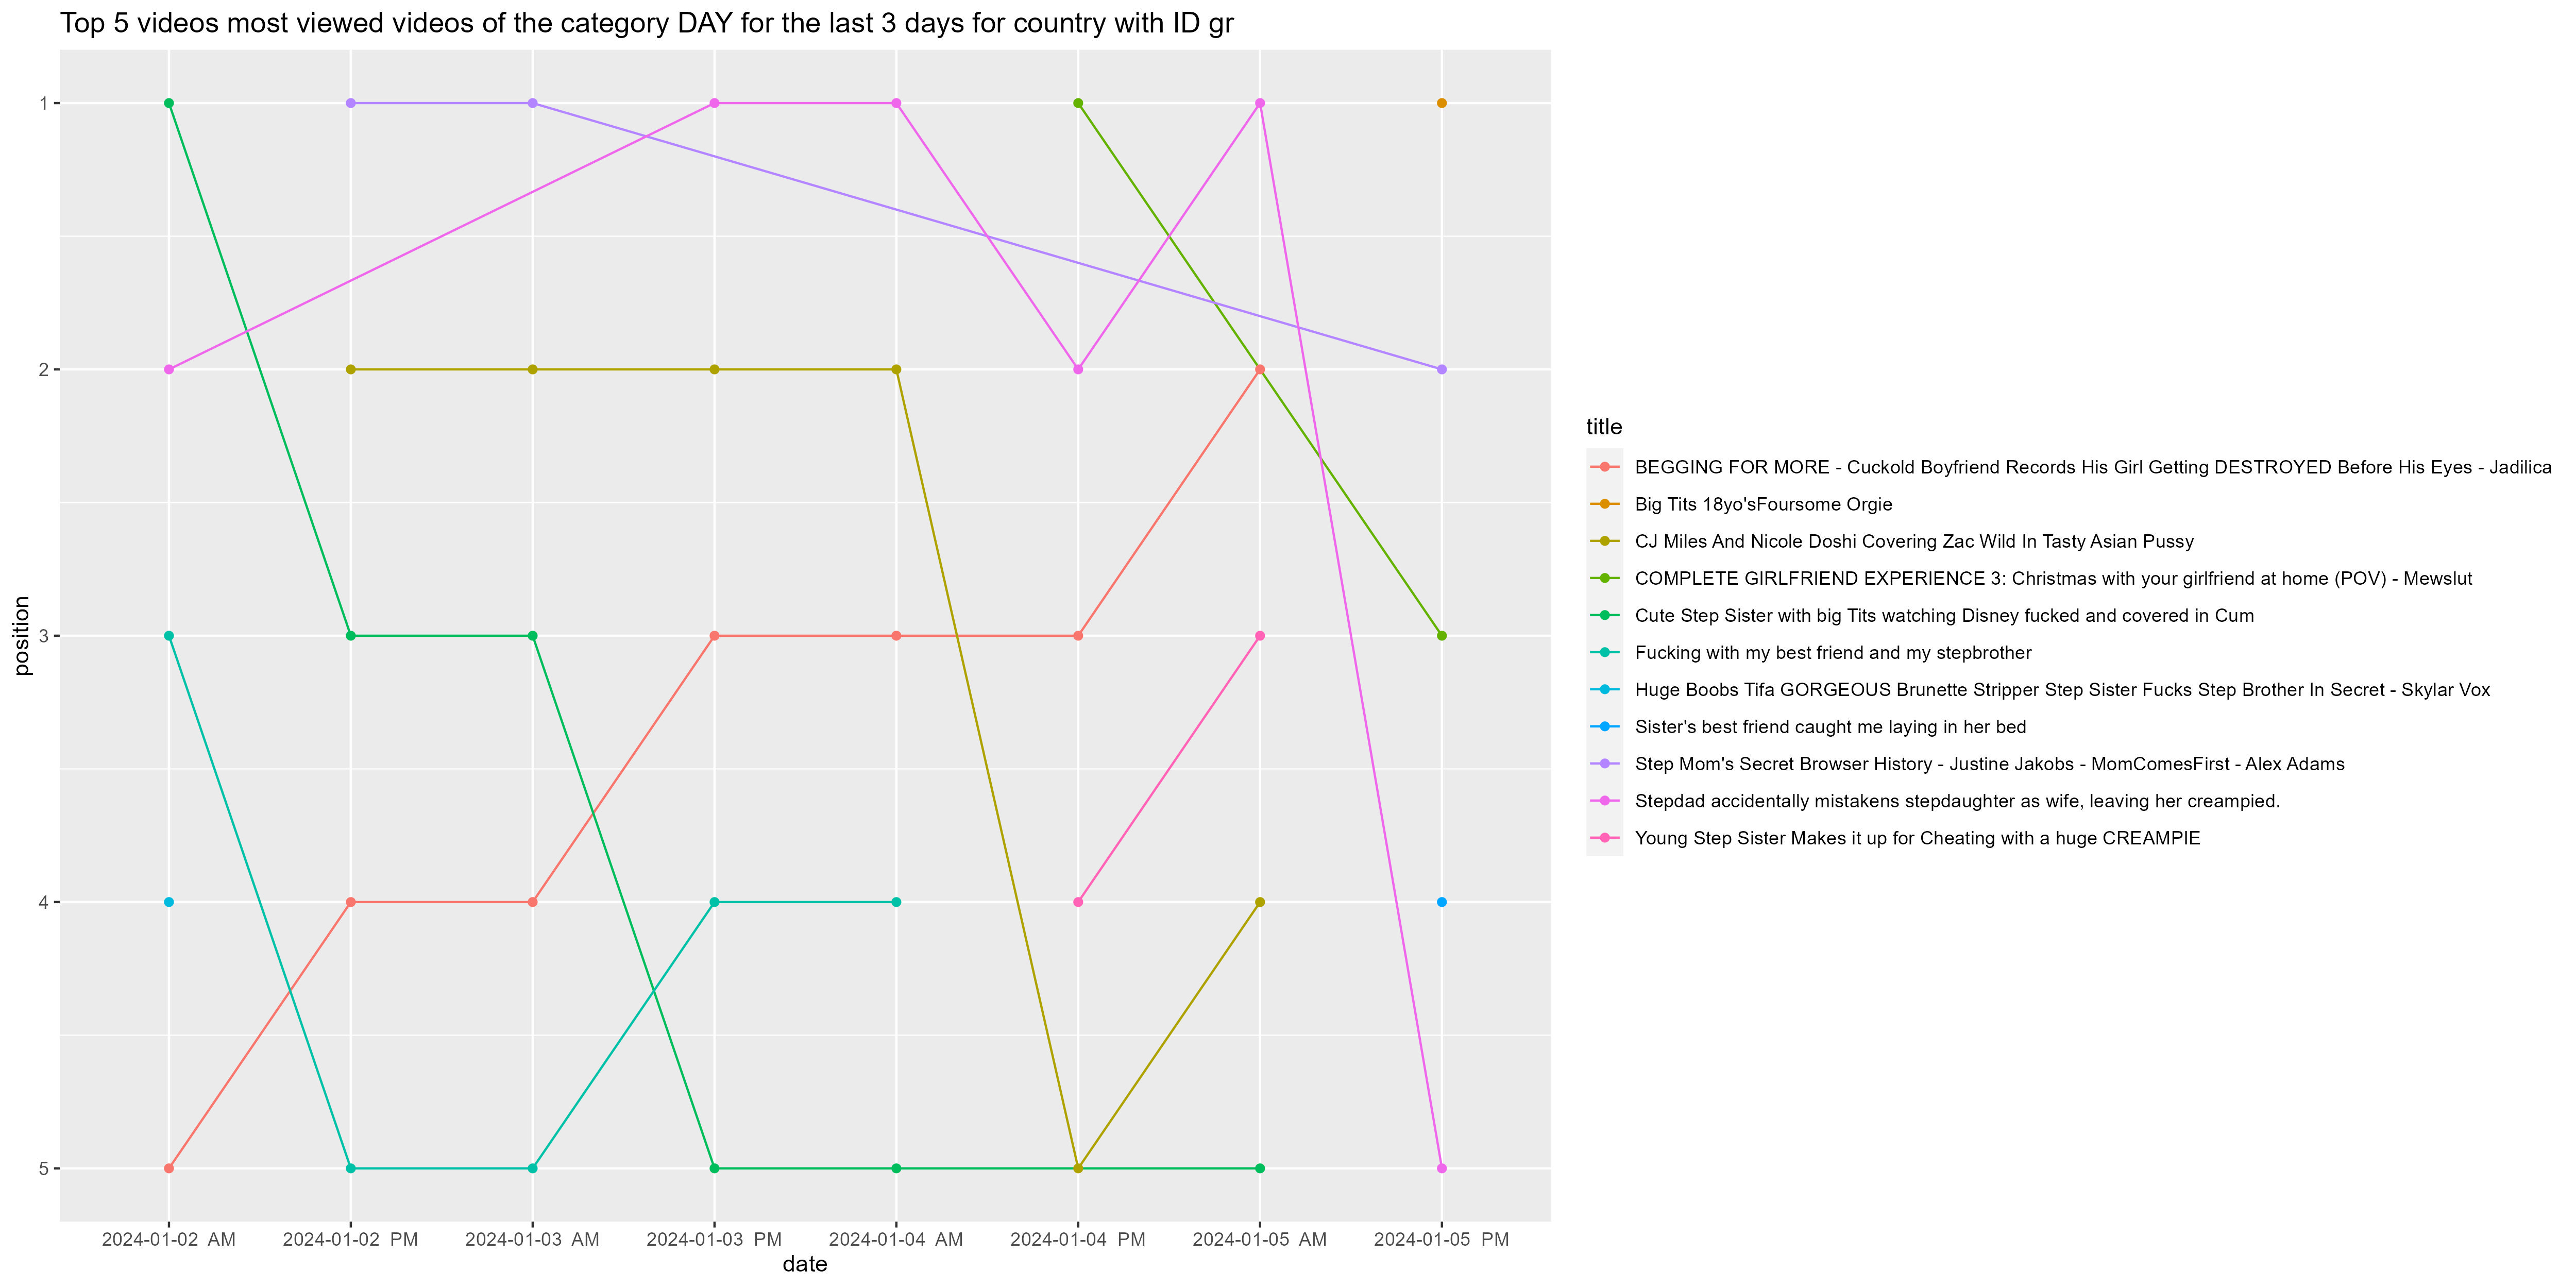 Top 5 videos most viewed videos of the category DAY for the last 3 days for country with ID gr
position
1
2
3
4
5
2024-01-02 AM
2024-01-02 PM
2024-01-03 AM
2024-01-03 PM
2024-01-04 AM
2024-01-04 PM
2024-01-05 AM
2024-01-05 PM
date
title
BEGGING FOR MORE - Cuckold Boyfriend Records His Girl Getting DESTROYED Before His Eyes - Jadilica
Big Tits 18yo'sFoursome Orgie
CJ Miles And Nicole Doshi Covering Zac Wild In Tasty Asian Pussy
COMPLETE GIRLFRIEND EXPERIENCE 3: Christmas with your girlfriend at home (POV) - Mewslut
Cute Step Sister with big Tits watching Disney fucked and covered in Cum
Fucking with my best friend and my stepbrother
Huge Boobs Tifa GORGEOUS Brunette Stripper Step Sister Fucks Step Brother In Secret - Skylar Vox
Sister's best friend caught me laying in her bed
Step Mom's Secret Browser History - Justine Jakobs - MomComesFirst - Alex Adams
Stepdad accidentally mistakens stepdaughter as wife, leaving her creampied.
Young Step Sister Makes it up for Cheating with a huge CREAMPIE